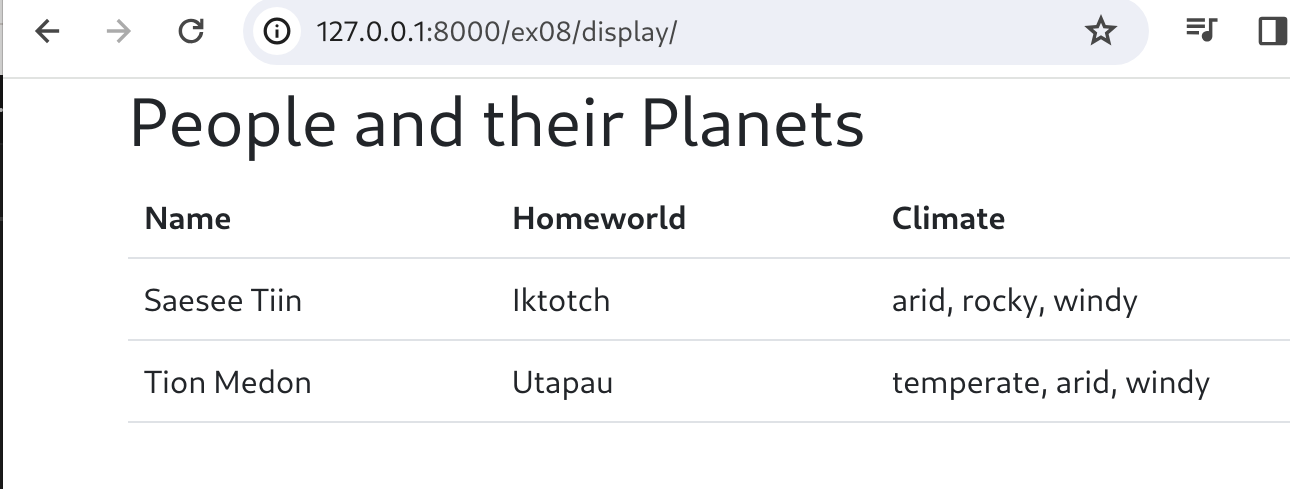 127.0.0.1:8000/ex08/display/
People and their Planets
Name Homeworld Climate
Saesee Tiin Iktotch arid, rocky, windy
Tion Medon Utapau temperate, arid, windy